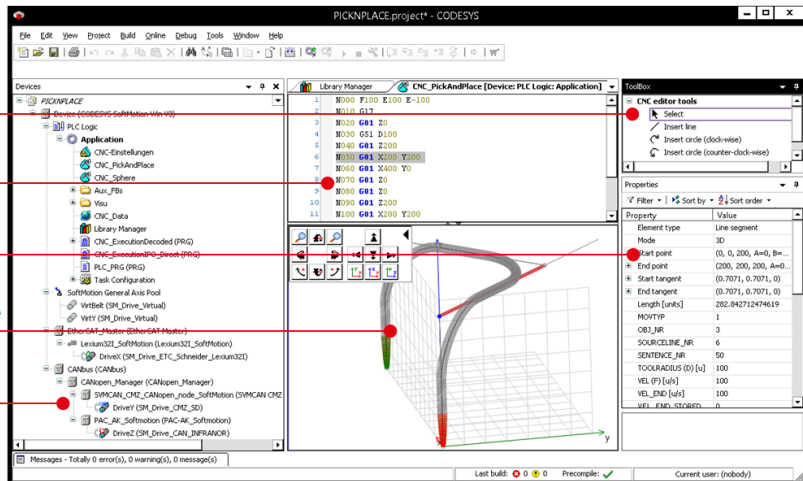 PICKNPLACE.project* - CODESYS
File Edit View Project Build Online Debug Tools Window Help
Devices
PICKNPLACE
Device (CODESYS SoftMotion Win V3)
PLC Logic
Application
CNC-Einstellungen
CNC_PickAndPlace
CNC_Sphere
Aux_FBs
Visu
CNC_Data
Library Manager
CNC_ExecutionDecoded (PRG)
CNC_ExecutionIPO_Direct (PRG)
PLC_PRG (PRG)
Task Configuration
SoftMotion General Axis Pool
VirtBelt (SM_Drive_Virtual)
VirtY (SM_Drive_Virtual)
EtherCAT_Master (EtherCAT Master)
Lexium32I_SoftMotion (Lexium32I_SoftMotion)
DriveX (SM_Drive_ETC_Schneider_Lexium32I)
CANbus (CANbus)
CANopen_Manager (CANopen_Manager)
SVMCAN_CMZ_CANopen_node_SoftMotion (SVMCAN CMZ
DriveY (SM_Drive_CMZ_SD)
PAC_AK_Softmotion (PAC-AK_Softmotion)
DriveZ (SM_Drive_CAN_INFRANOR)
Library Manager CNC_PickAndPlace [Device: PLC Logic: Application]
1 N000 F100 E100 E-100
2 N010 G17
3 N020 G01 Z0
4 N030 G51 D100
5 N040 G01 Z200
6 N050 G01 X200 Y200
7 N060 G01 X400 Y0
8 N070 G01 Z0
9 N080 G01 Z0
10 N090 G01 Z200
11 N100 G01 X200 Y200
y
ToolBox
CNC editor tools
Select
Insert line
Insert circle (clock-wise)
Insert circle (counter-clock-wise)
Properties
Filter Sort by Sort order
Property Value
Element type Line segment
Mode 3D
Start point (0, 0, 200, A=0, B=...
End point (200, 200, 200, A=0...
Start tangent (0.7071, 0.7071, 0)
End tangent (0.7071, 0.7071, 0)
Length [units] 282.842712474619
MOVTYP 1
OBJ_NR 3
SOURCELINE_NR 6
SENTENCE_NR 50
TOOLRADIUS (D) [u] 100
VEL (F) [u/s] 100
VEL_END [u/s] 100
VEL_END_STORED 0
Messages - Totally 0 error(s), 0 warning(s), 0 message(s)
Last build: 0 0 Precompile: Current user: (nobody)